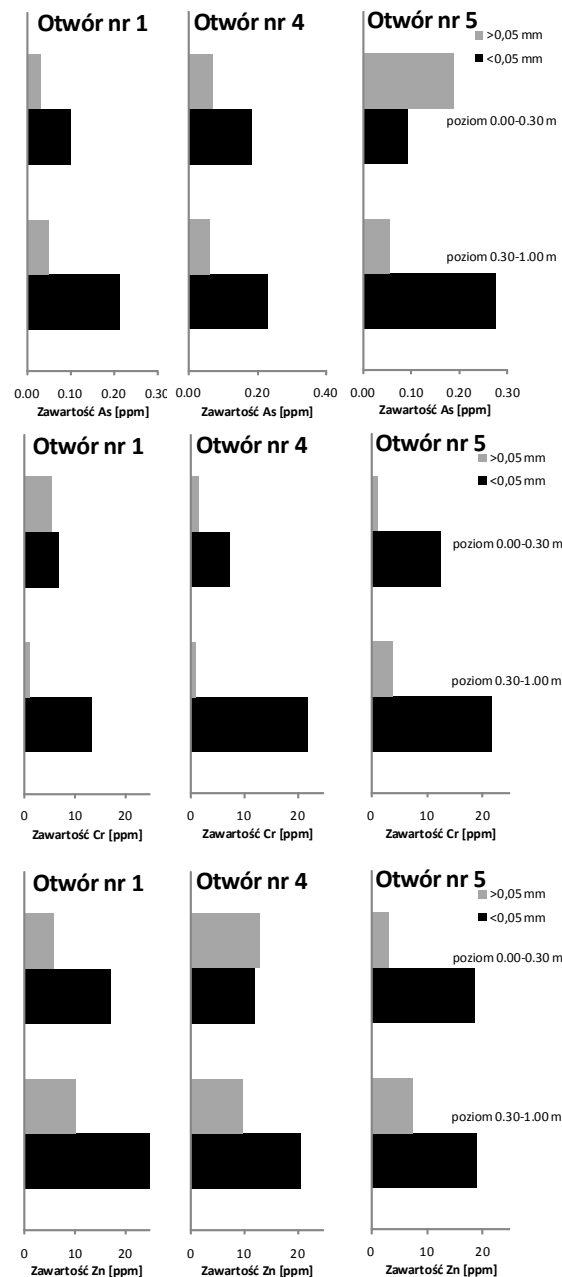 Otwór nr 1 Otwór nr 4 Otwór nr 5
>0,05 mm
<0,05 mm
poziom 0.00-0.30 m
poziom 0.30-1.00 m
0.00 0.10 0.20 0.30 0.00 0.20 0.40 0.00 0.10 0.20 0.30
Zawartość As [ppm] Zawartość As [ppm] Zawartość As [ppm]
Otwór nr 1 Otwór nr 4 Otwór nr 5
>0,05 mm
<0,05 mm
poziom 0.00-0.30 m
poziom 0.30-1.00 m
0 10 20 0 10 20 0 10 20
Zawartość Cr [ppm] Zawartość Cr [ppm] Zawartość Cr [ppm]
Otwór nr 1 Otwór nr 4 Otwór nr 5
>0,05 mm
<0,05 mm
poziom 0.00-0.30 m
poziom 0.30-1.00 m
0 10 20 0 10 20 0 10 20
Zawartość Zn [ppm] Zawartość Zn [ppm] Zawartość Zn [ppm]